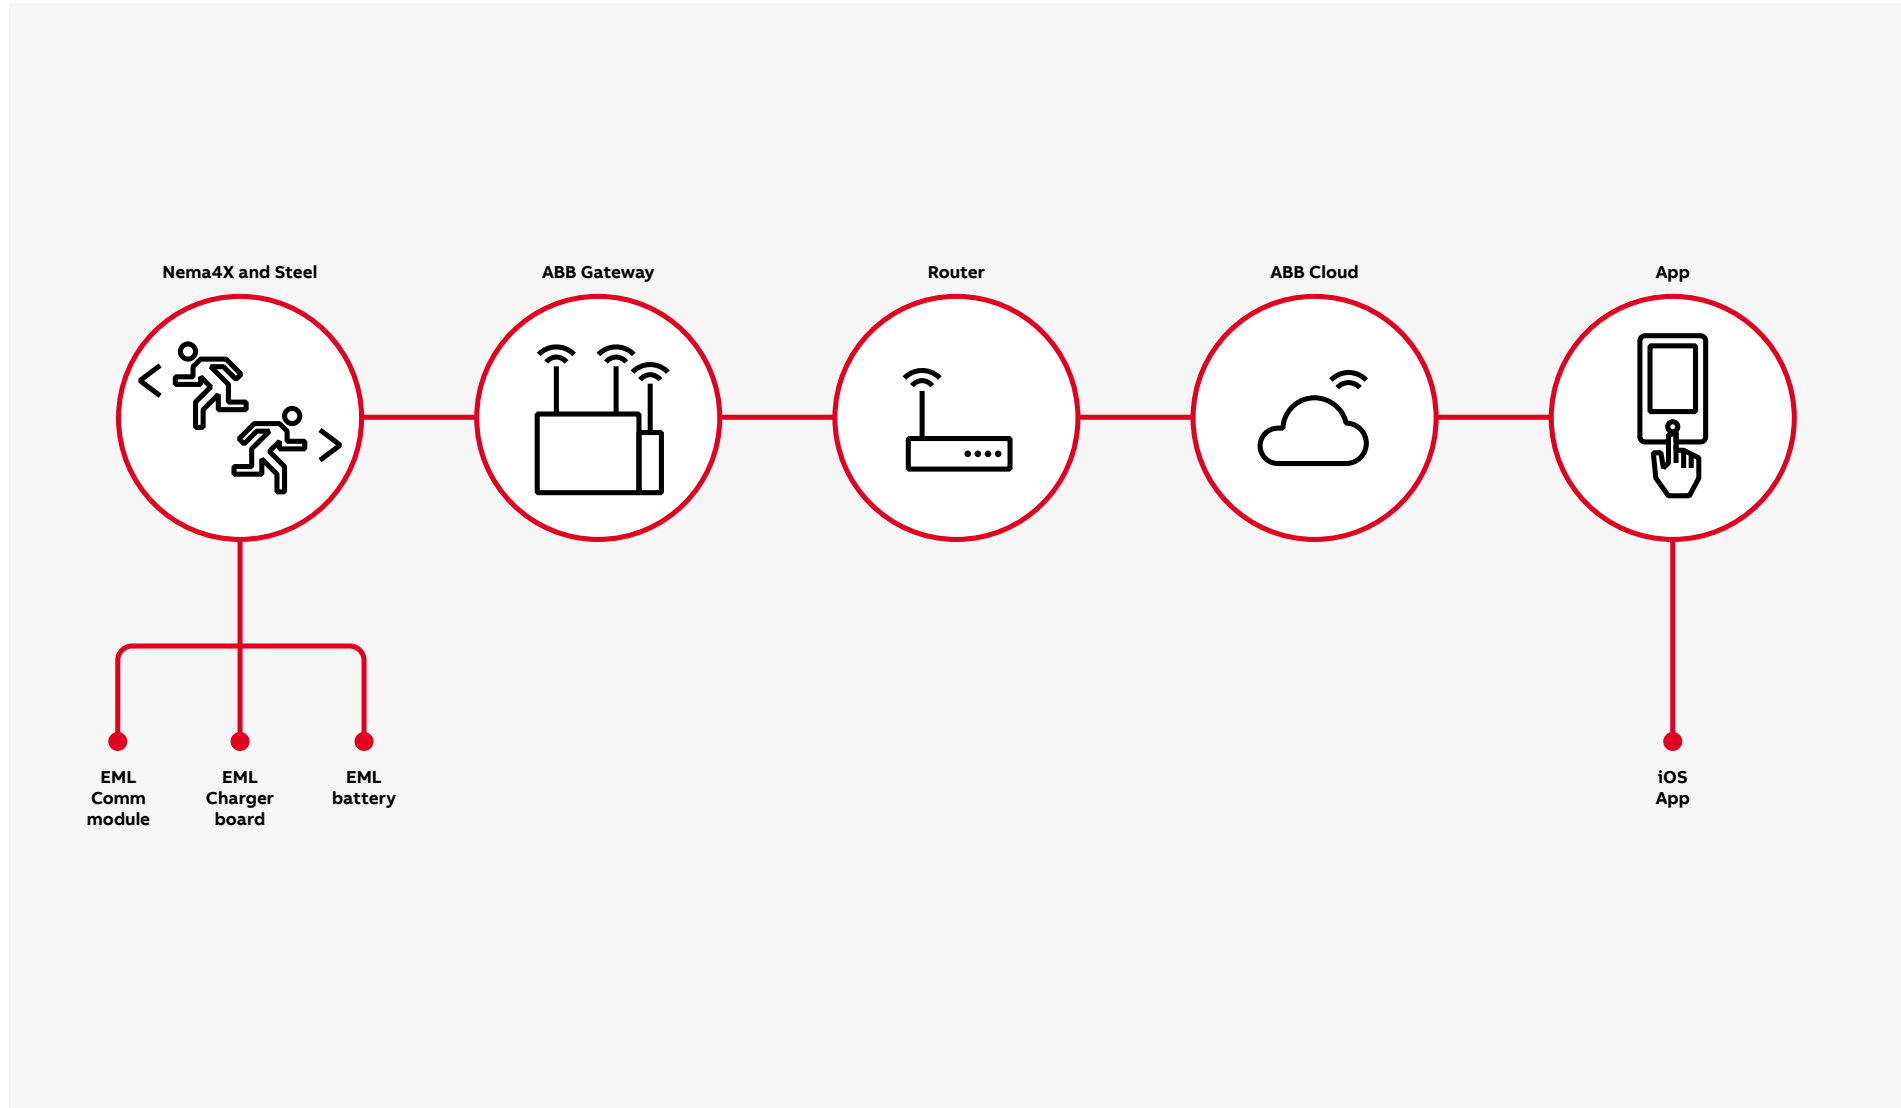 Nema4X and Steel
ABB Gateway
Router
ABB Cloud
App
EML
Comm
module
EML
Charger
board
EML
battery
iOS
App